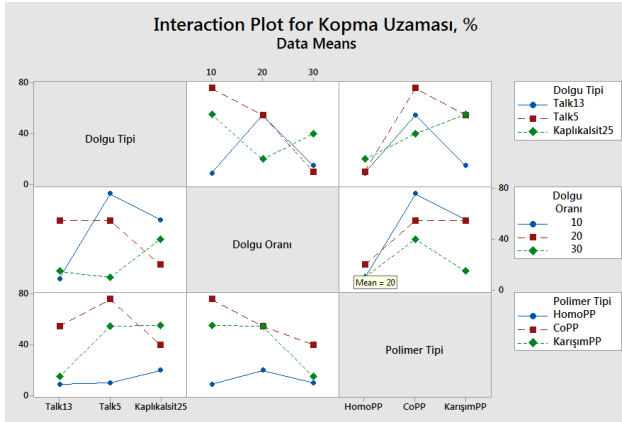 Interaction Plot for Kopma Uzaması, %
Data Means
10 20 30
80
40
0
Dolgu Tipi
Dolgu Tipi
Talk13
Talk5
Kaplıkalsit25
Dolgu Oranı
80
40
0
Dolgu
Oranı
10
20
30
Mean = 20
80
40
0
Polimer Tipi
Polimer Tipi
HomoPP
CoPP
KarışımPP
Talk13 Talk5 Kaplıkalsit25
HomoPP CoPP KarışımPP